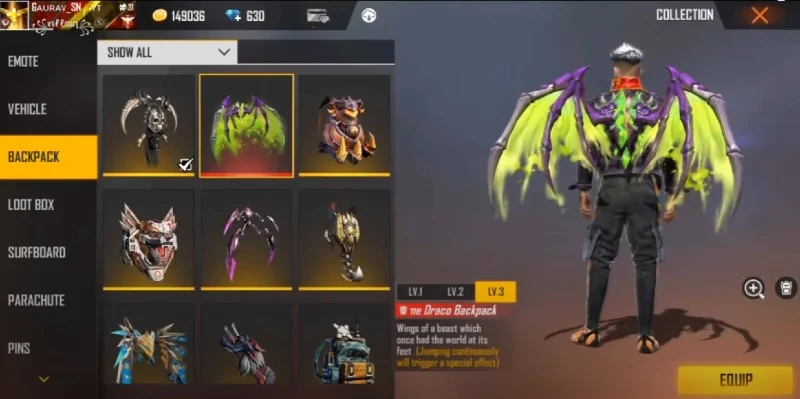 Gaurav_SN
villain
31
149036
630
COLLECTION
EMOTE
VEHICLE
BACKPACK
LOOT BOX
SURFBOARD
PARACHUTE
PINS
SHOW ALL
LV.1
LV.2
LV.3
Draco Backpack
Wings of a beast which
once had the world at its
feet (Jumping continuously
will trigger a special effect)
EQUIP